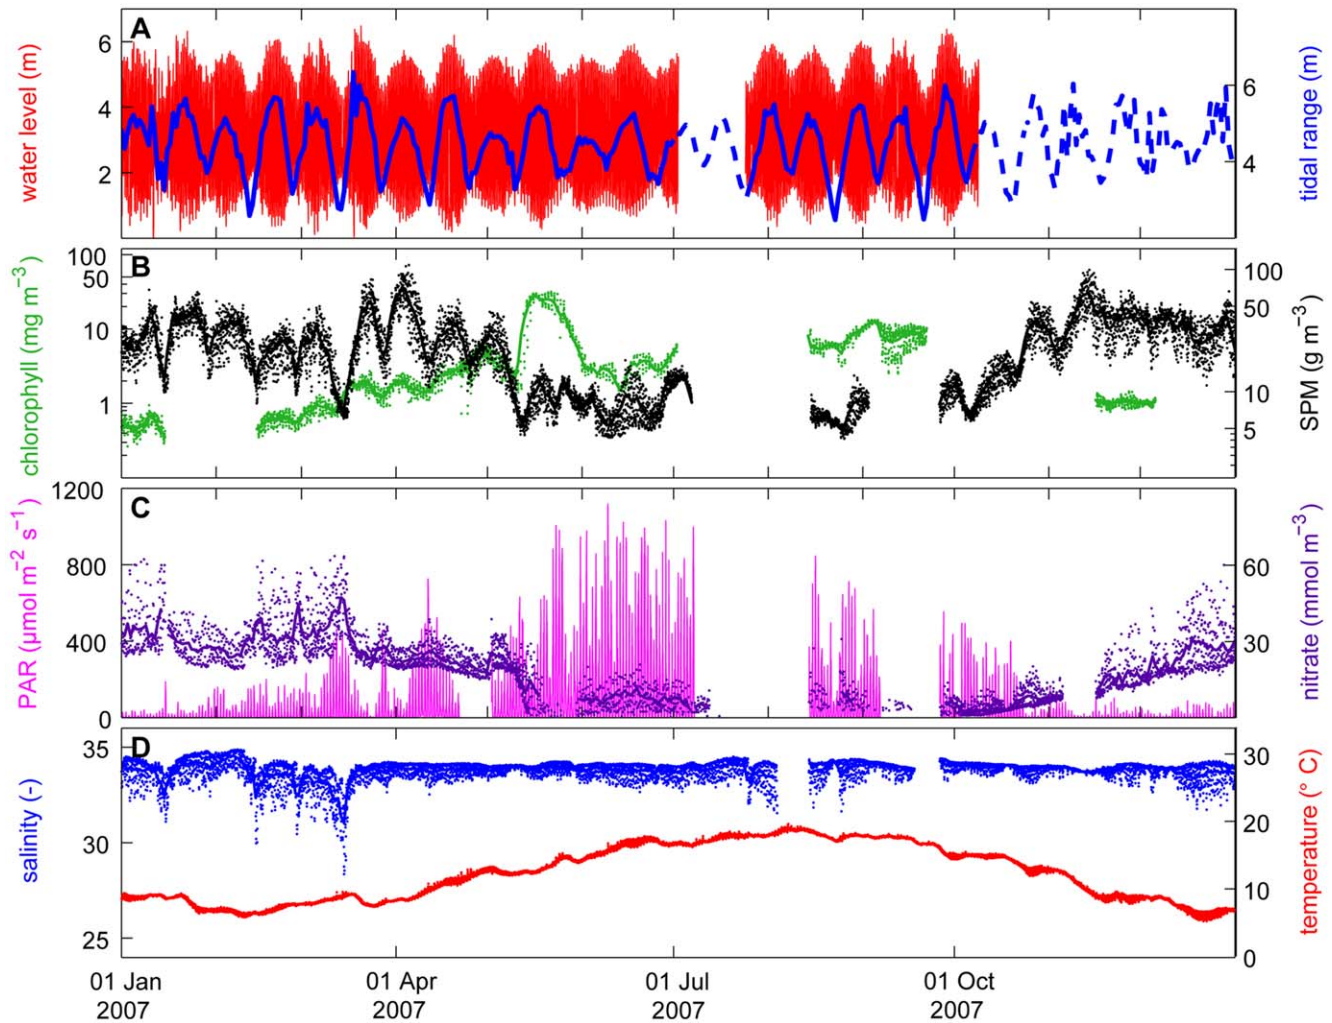 A
6
4
2
water level (m)
6
4
tidal range (m)
B
100
50
10
1
chlorophyll (mg m⁻³)
100
50
10
5
SPM (g m⁻³)
C
1200
800
400
0
PAR (μmol m⁻² s⁻¹)
60
30
nitrate (mmol m⁻³)
D
35
30
25
salinity (-)
30
20
10
0
temperature (° C)
01 Jan 01 Apr 01 Jul 01 Oct
2007 2007 2007 2007